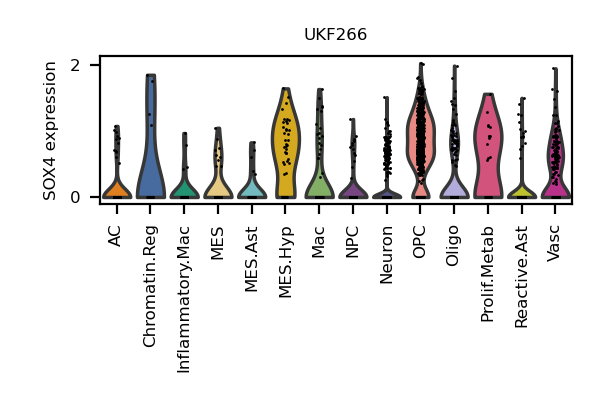 UKF266
SOX4 expression
2
0
AC
Chromatin.Reg
Inflammatory.Mac
MES
MES.Ast
MES.Hyp
Mac
NPC
Neuron
OPC
Oligo
Prolif.Metab
Reactive.Ast
Vasc